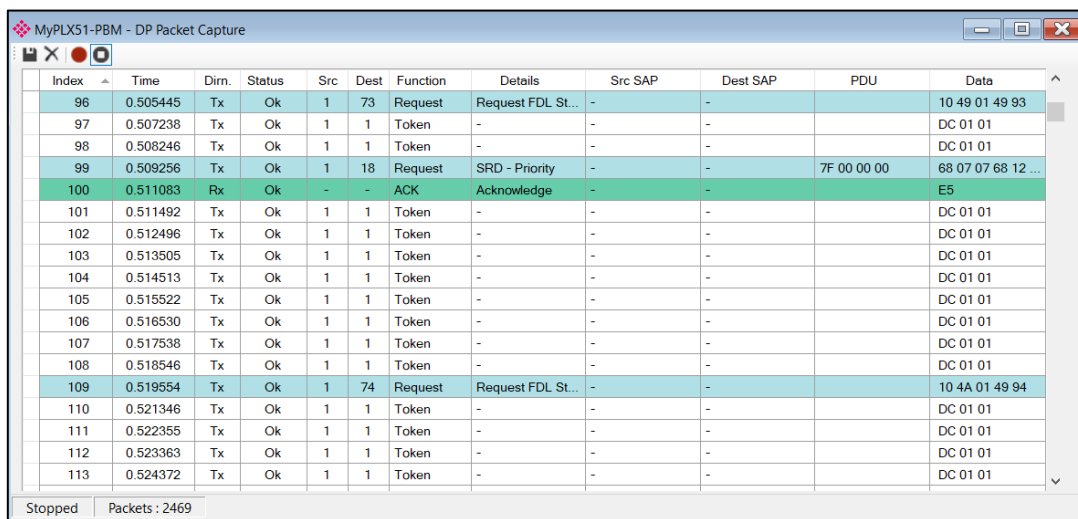 MyPLX51-PBM - DP Packet Capture
Index Time Dirn. Status Src Dest Function Details Src SAP Dest SAP PDU Data
96 0.505445 Tx Ok 1 73 Request Request FDL St... - - 10 49 01 49 93
97 0.507238 Tx Ok 1 1 Token - - - DC 01 01
98 0.508246 Tx Ok 1 1 Token - - - DC 01 01
99 0.509256 Tx Ok 1 18 Request SRD - Priority - - 7F 00 00 00 68 07 07 68 12 ...
100 0.511083 Rx Ok - - ACK Acknowledge - - E5
101 0.511492 Tx Ok 1 1 Token - - - DC 01 01
102 0.512496 Tx Ok 1 1 Token - - - DC 01 01
103 0.513505 Tx Ok 1 1 Token - - - DC 01 01
104 0.514513 Tx Ok 1 1 Token - - - DC 01 01
105 0.515522 Tx Ok 1 1 Token - - - DC 01 01
106 0.516530 Tx Ok 1 1 Token - - - DC 01 01
107 0.517538 Tx Ok 1 1 Token - - - DC 01 01
108 0.518546 Tx Ok 1 1 Token - - - DC 01 01
109 0.519554 Tx Ok 1 74 Request Request FDL St... - - 10 4A 01 49 94
110 0.521346 Tx Ok 1 1 Token - - - DC 01 01
111 0.522355 Tx Ok 1 1 Token - - - DC 01 01
112 0.523363 Tx Ok 1 1 Token - - - DC 01 01
113 0.524372 Tx Ok 1 1 Token - - - DC 01 01
Stopped Packets : 2469